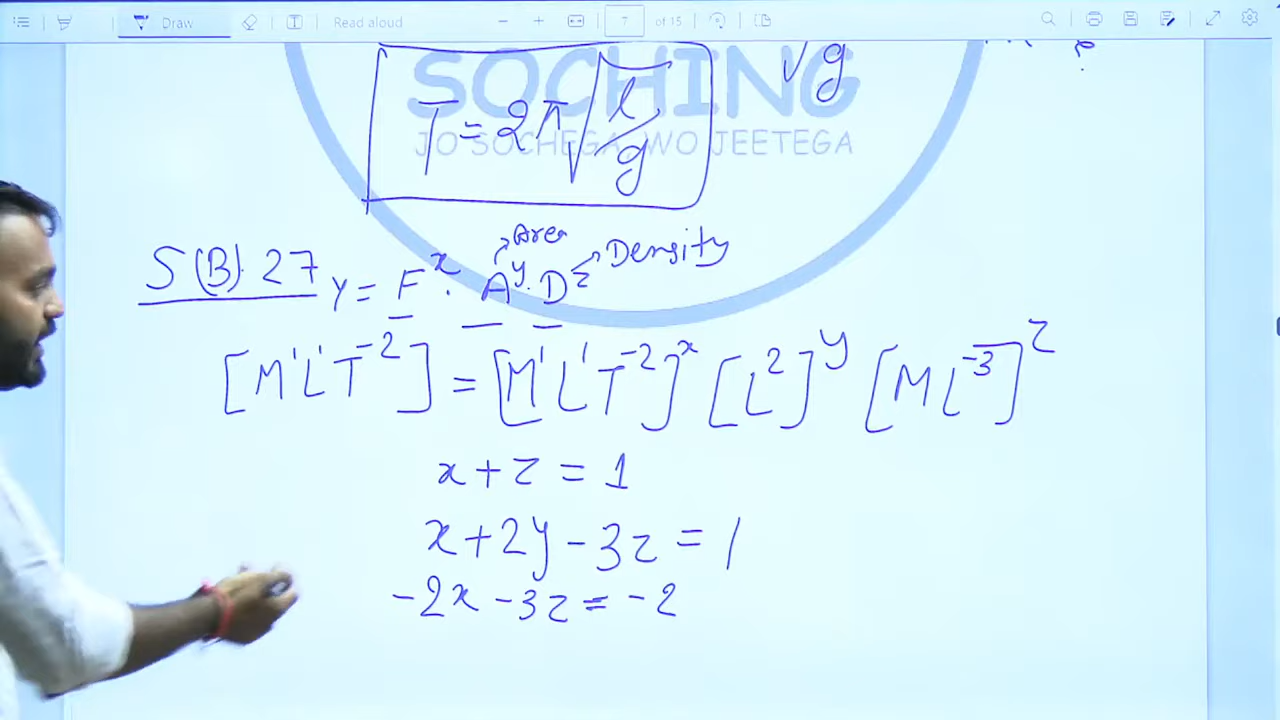 Draw
Read aloud
7 of 15
SOCHING
JO SOCHEGA, WO JEETEGA
T = 2π√(l/g)
√g
S(B). 27 Y = F^x . A^y . D^z
Area
Density
[M¹L¹T⁻²] = [M¹L¹T⁻²]^x [L²]^y [ML⁻³]^z
x + z = 1
x + 2y - 3z = 1
-2x - 3z = -2